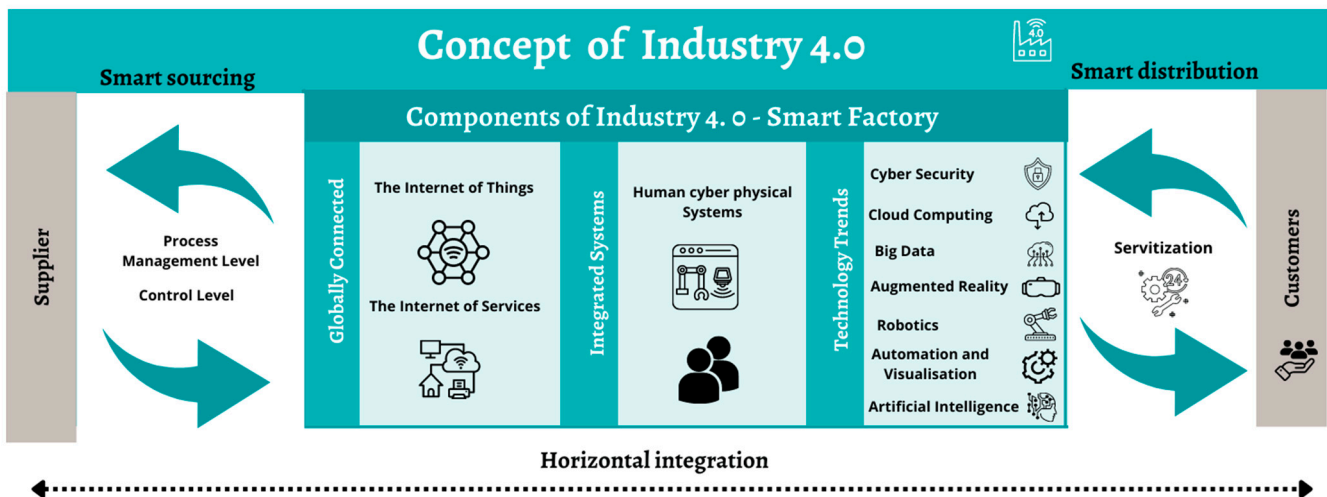 Concept of Industry 4.0
4.0
Smart sourcing
Smart distribution
Components of Industry 4. 0 - Smart Factory
Supplier
Process
Management Level
Control Level
Globally Connected
The Internet of Things
The Internet of Services
Integrated Systems
Human cyber physical
Systems
Technology Trends
Cyber Security
Cloud Computing
Big Data
Augmented Reality
Robotics
Automation and
Visualisation
Artificial Intelligence
Servitization
24
Customers
Horizontal integration